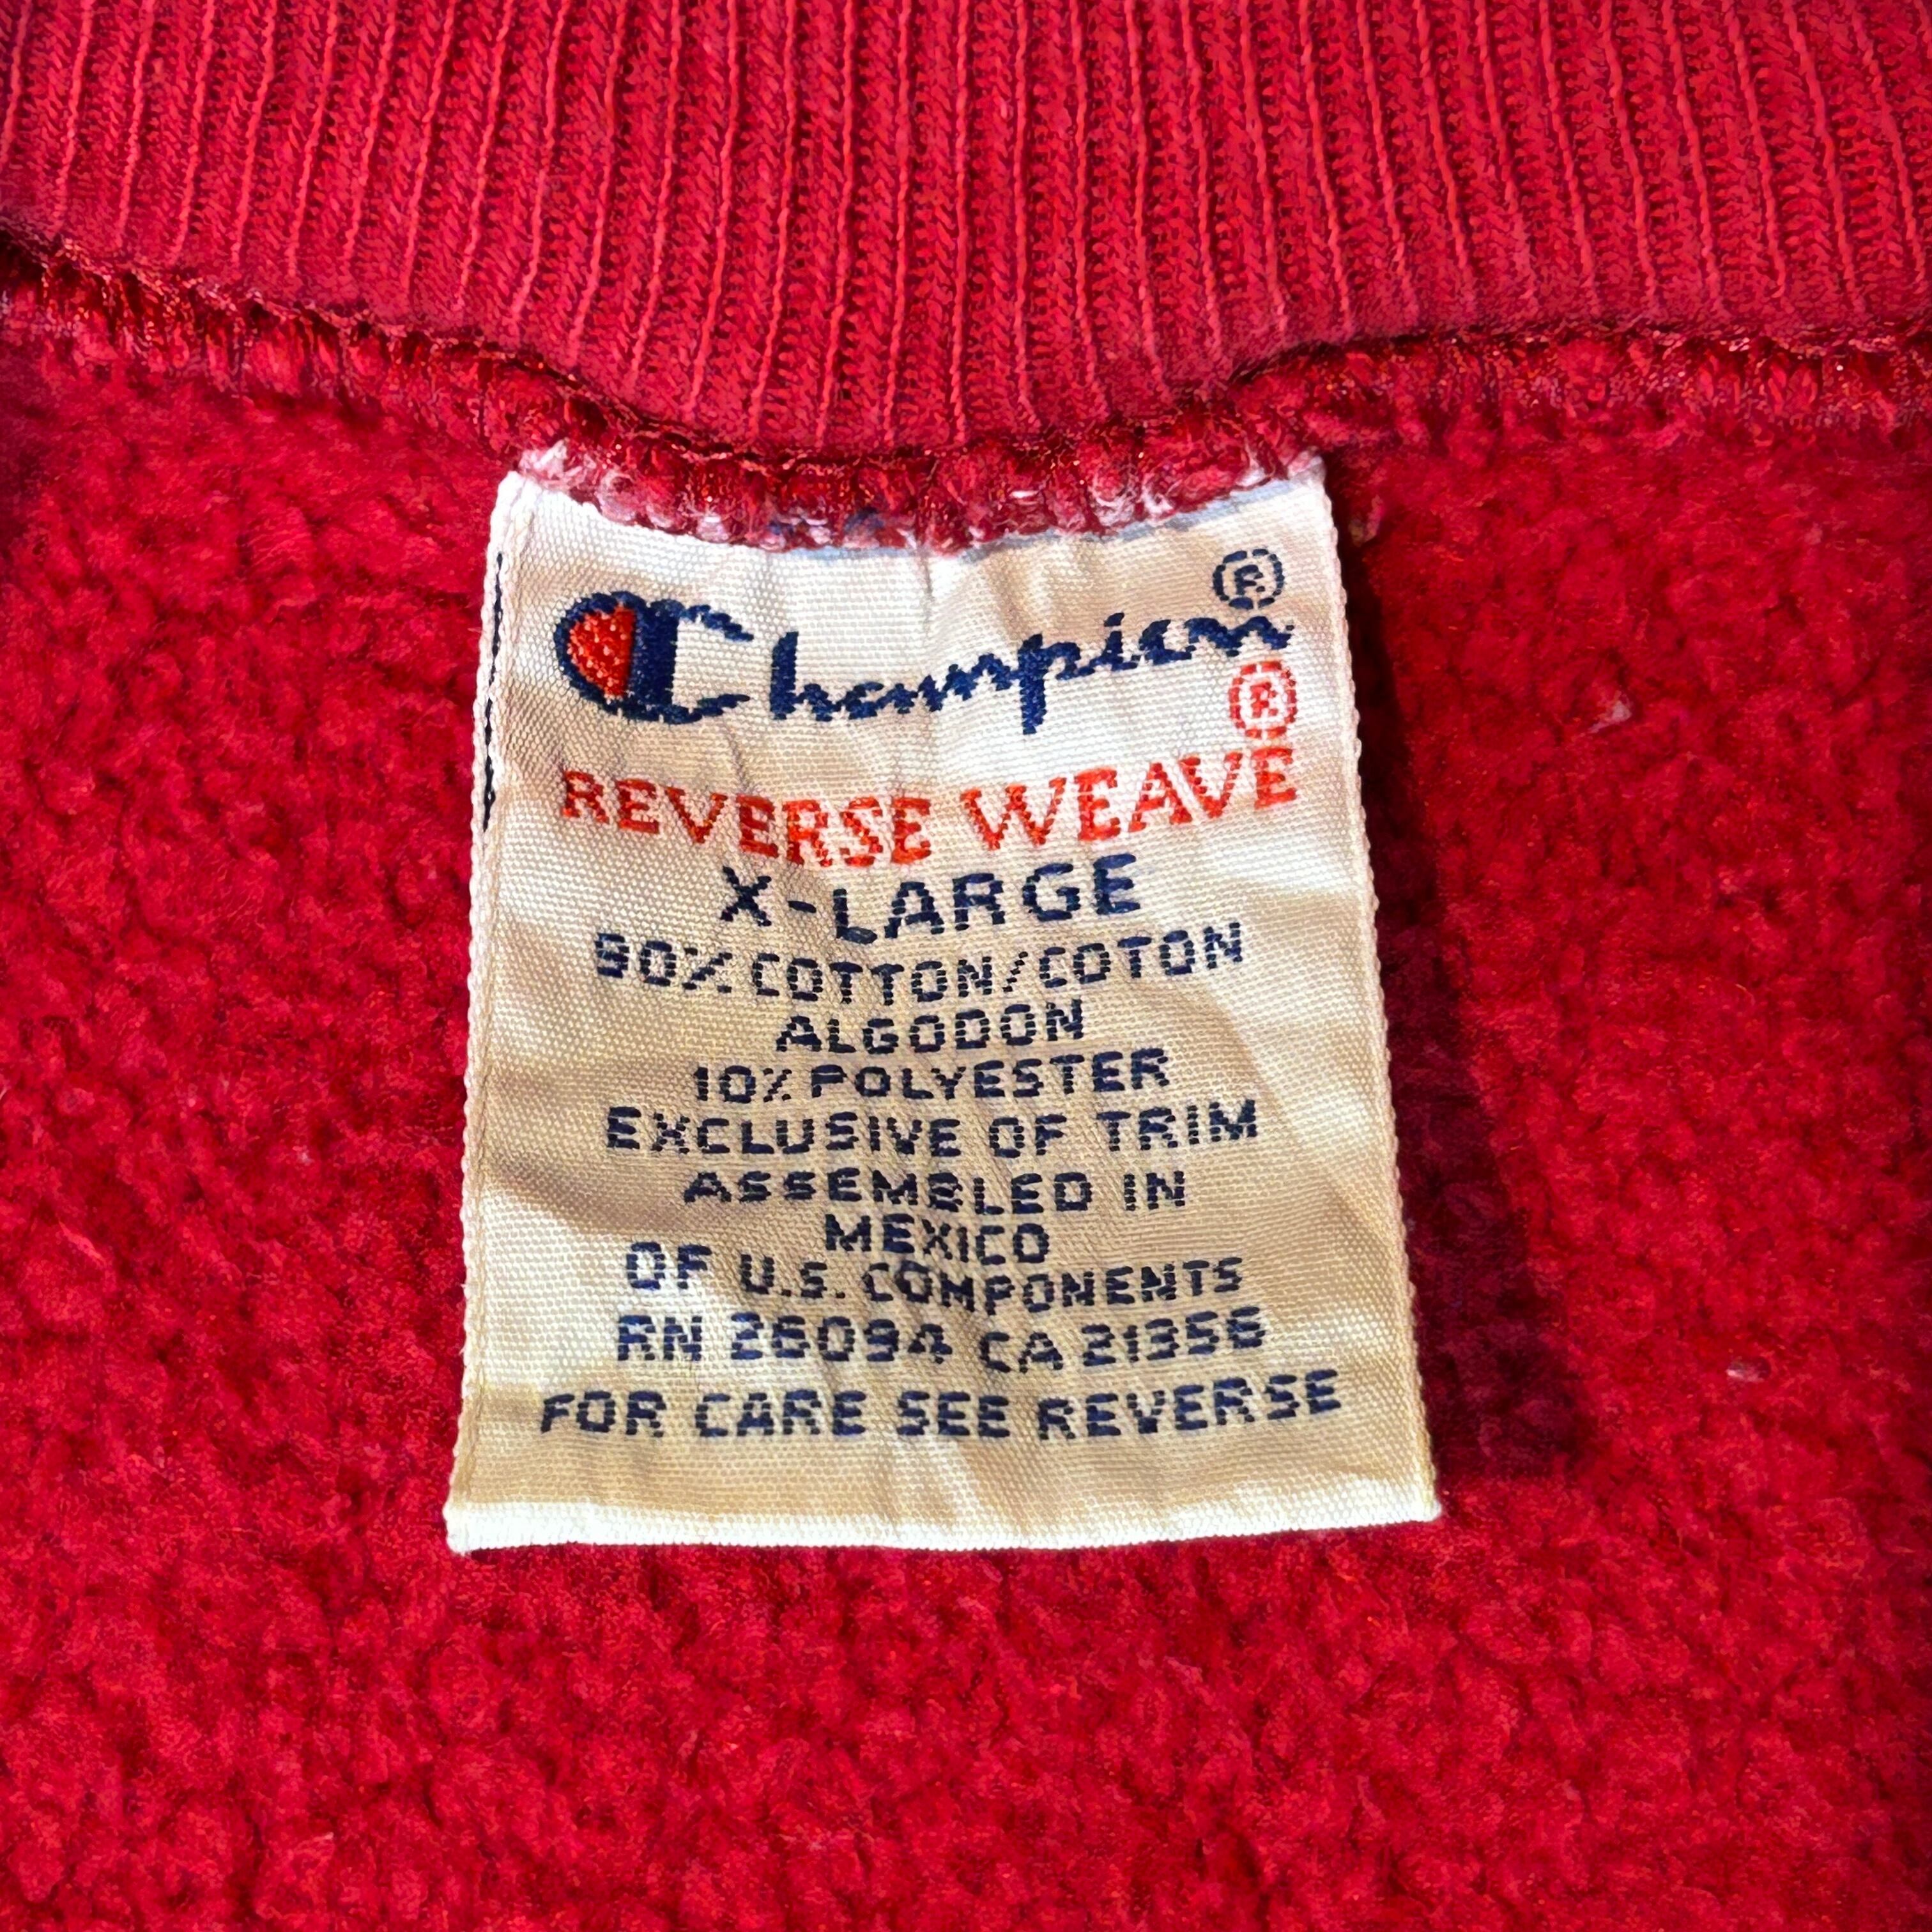 Champion®
®
REVERSE WEAVE
X-LARGE
90% COTTON/COTON
ALGODON
10% POLYESTER
EXCLUSIVE OF TRIM
ASSEMBLED IN
MEXICO
OF U.S. COMPONENTS
RN 26094 CA 21356
FOR CARE SEE REVERSE